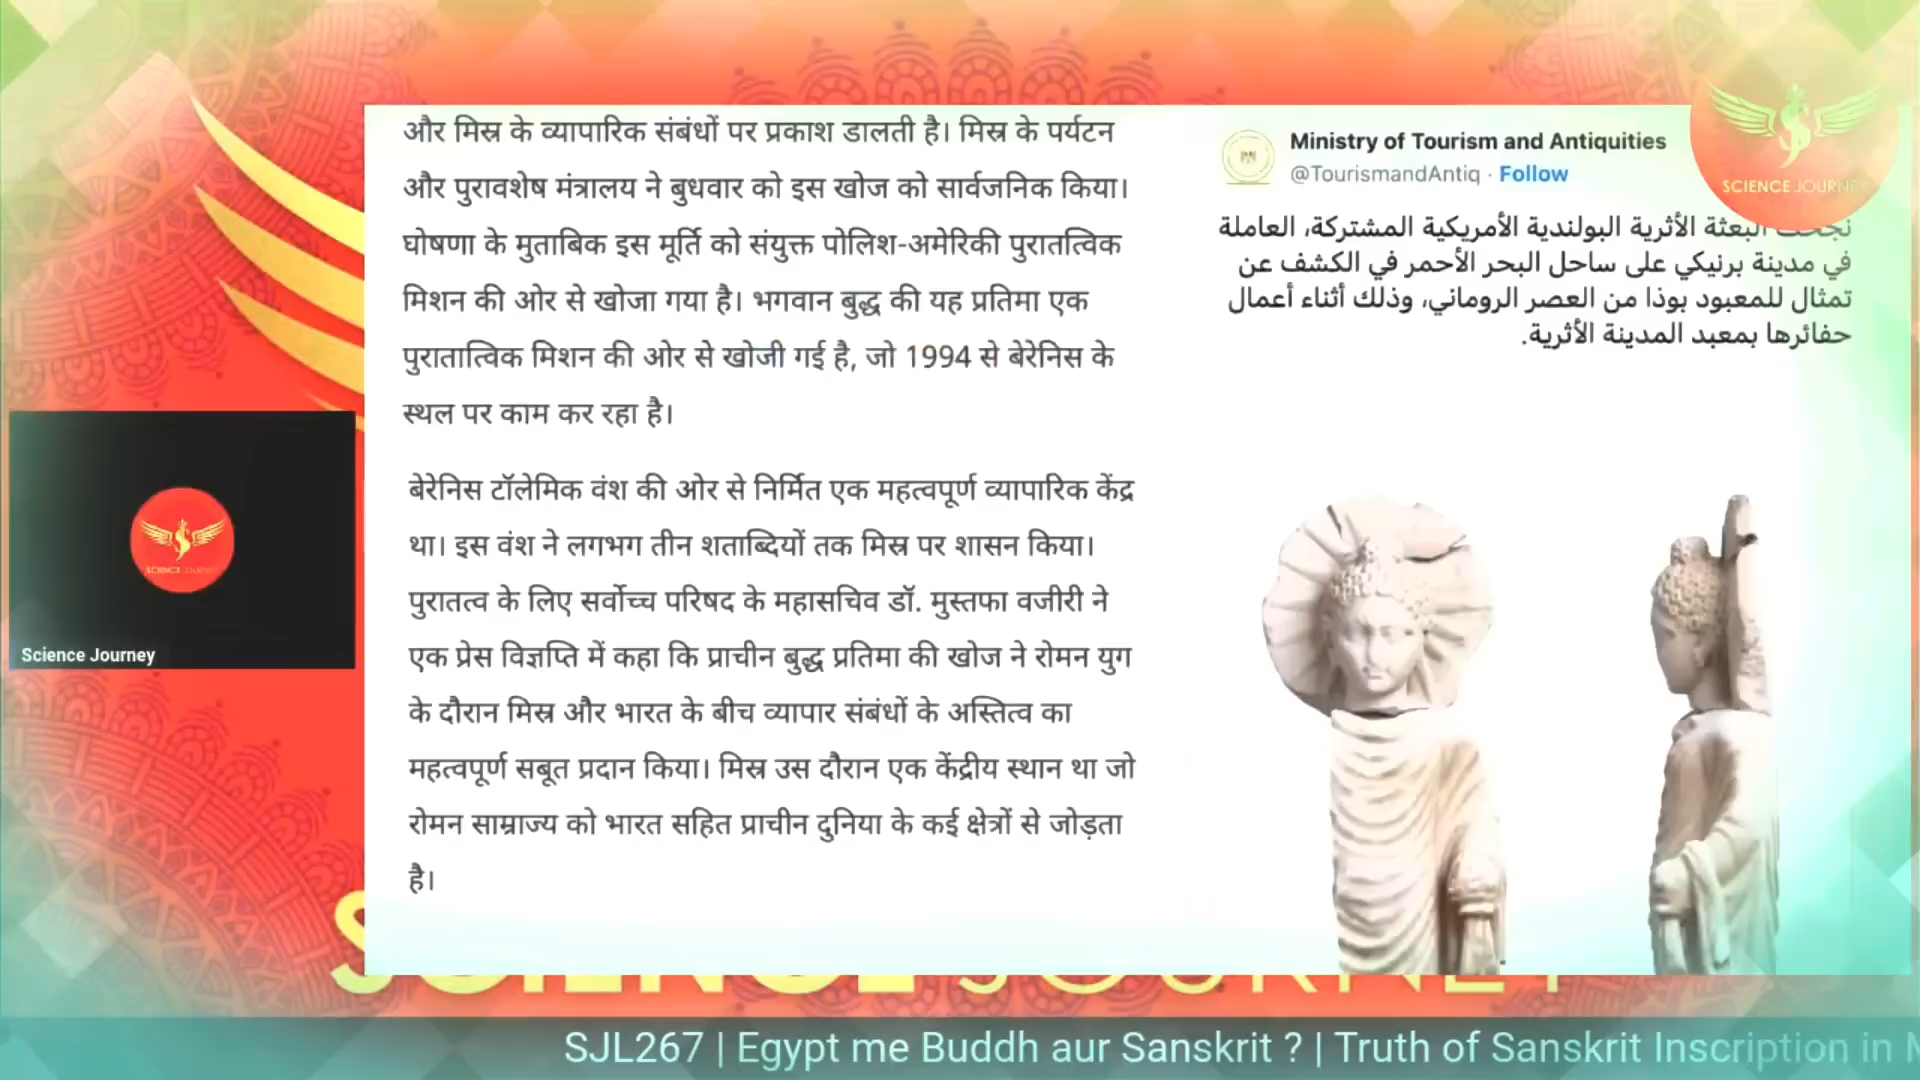 और मिस्र के व्यापारिक संबंधों पर प्रकाश डालती है। मिस्र के पर्यटन
और पुरावशेष मंत्रालय ने बुधवार को इस खोज को सार्वजनिक किया।
घोषणा के मुताबिक इस मूर्ति को संयुक्त पोलिश-अमेरिकी पुरातत्विक
मिशन की ओर से खोजा गया है। भगवान बुद्ध की यह प्रतिमा एक
पुरातात्विक मिशन की ओर से खोजी गई है, जो 1994 से बेरेनिस के
स्थल पर काम कर रहा है।
बेरेनिस टॉलेमिक वंश की ओर से निर्मित एक महत्वपूर्ण व्यापारिक केंद्र
था। इस वंश ने लगभग तीन शताब्दियों तक मिस्र पर शासन किया।
पुरातत्व के लिए सर्वोच्च परिषद के महासचिव डॉ. मुस्तफा वजीरी ने
एक प्रेस विज्ञप्ति में कहा कि प्राचीन बुद्ध प्रतिमा की खोज ने रोमन युग
के दौरान मिस्र और भारत के बीच व्यापार संबंधों के अस्तित्व का
महत्वपूर्ण सबूत प्रदान किया। मिस्र उस दौरान एक केंद्रीय स्थान था जो
रोमन साम्राज्य को भारत सहित प्राचीन दुनिया के कई क्षेत्रों से जोड़ता
है।
Ministry of Tourism and Antiquities
@TourismandAntiq · Follow
البعثة الأثرية البولندية الأمريكية المشتركة، العاملة
في مدينة برنيكي على ساحل البحر الأحمر في الكشف عن
تمثال للمعبود بوذا من العصر الروماني، وذلك أثناء أعمال
حفائرها بمعبد المدينة الأثرية.
SCIENCE JOURNEY
Science Journey
SCIENCE JOURNEY
SJL267 | Egypt me Buddh aur Sanskrit ? | Truth of Sanskrit Inscription in